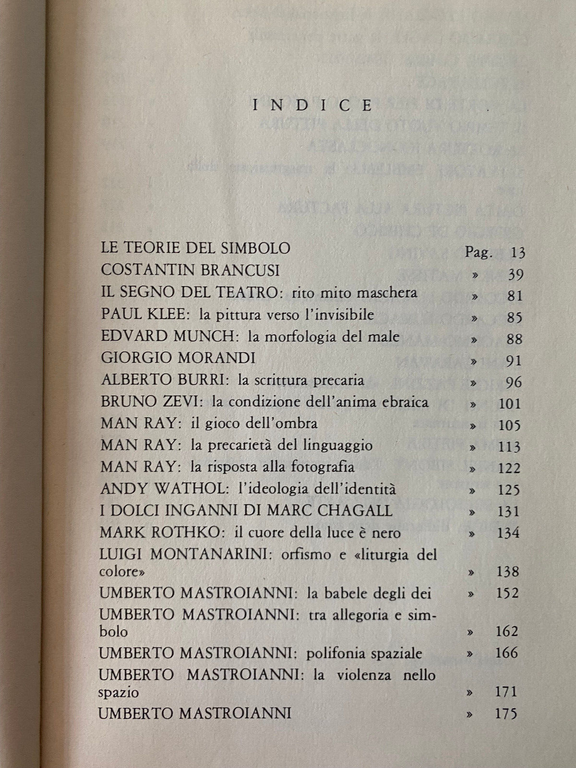 INDICE
LE TEORIE DEL SIMBOLO Pag. 13
COSTANTIN BRANCUSI » 39
IL SEGNO DEL TEATRO: rito mito maschera » 81
PAUL KLEE: la pittura verso l'invisibile » 85
EDVARD MUNCH: la morfologia del male » 88
GIORGIO MORANDI » 91
ALBERTO BURRI: la scrittura precaria » 96
BRUNO ZEVI: la condizione dell'anima ebraica » 101
MAN RAY: il gioco dell'ombra » 105
MAN RAY: la precarietà del linguaggio » 113
MAN RAY: la risposta alla fotografia » 122
ANDY WATHOL: l'ideologia dell'identità » 125
I DOLCI INGANNI DI MARC CHAGALL » 131
MARK ROTHKO: il cuore della luce è nero » 134
LUIGI MONTANARINI: orfismo e «liturgia del
colore» » 138
UMBERTO MASTROIANNI: la babele degli dei » 152
UMBERTO MASTROIANNI: tra allegoria e sim-
bolo » 162
UMBERTO MASTROIANNI: polifonia spaziale » 166
UMBERTO MASTROIANNI: la violenza nello
spazio » 171
UMBERTO MASTROIANNI » 175